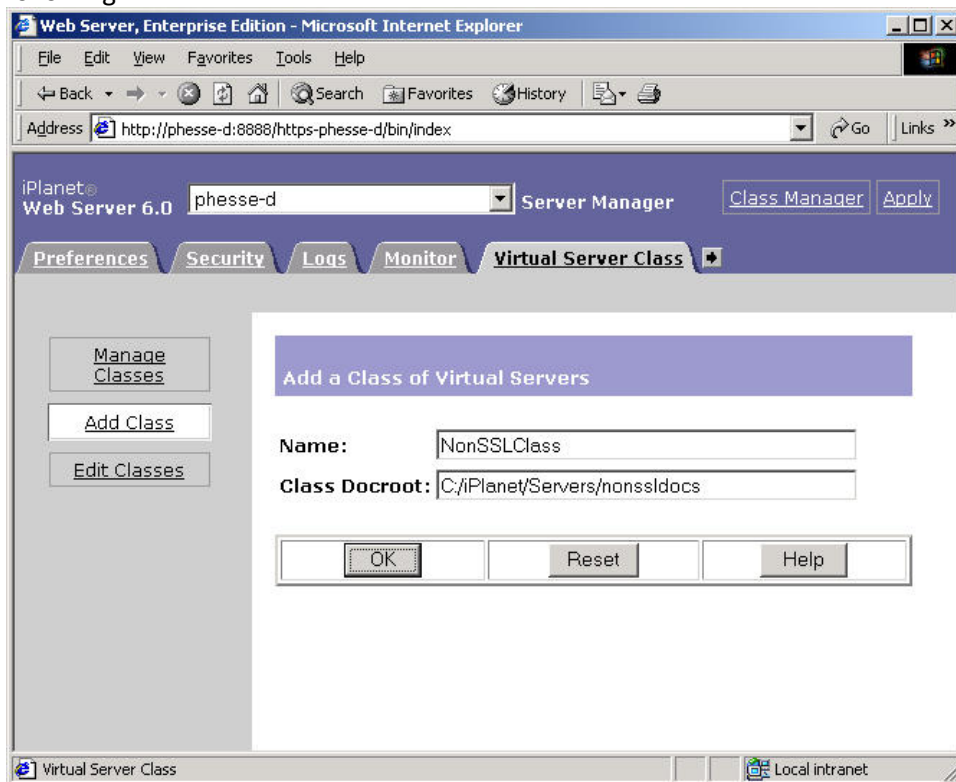 Web Server, Enterprise Edition - Microsoft Internet Explorer
File Edit View Favorites Tools Help
Back Search Favorites History
Address http://phesse-d:8888/https-phesse-d/bin/index Go Links »
iPlanet®
Web Server 6.0 phesse-d Server Manager Class Manager Apply
Preferences Security Logs Monitor Virtual Server Class
Manage
Classes
Add a Class of Virtual Servers
Add Class
Name: NonSSLClass
Edit Classes
Class Docroot: C:/iPlanet/Servers/nonssldocs
OK Reset Help
Virtual Server Class Local intranet